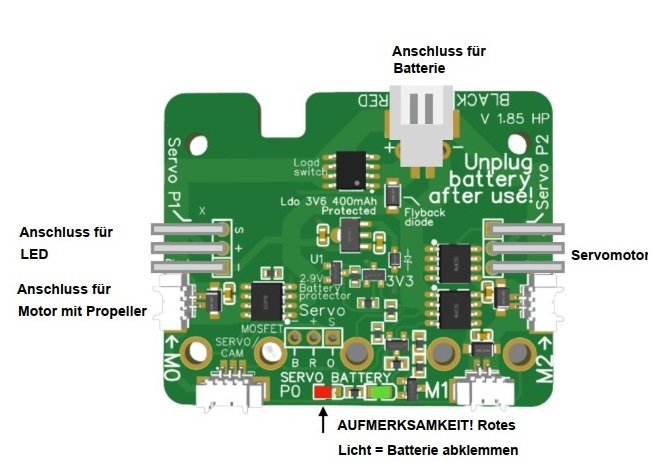 Anschluss für
Batterie
RED
BLACK
V 1.85 HP
Servo P1
Servo P2
Load
switch
+
-
Unplug
battery
after use!
Ldo 3V6 400mAh
Protected
Flyback
diode
X
S
+
-
Anschluss für
LED
Servomotor
Anschluss für
Motor mit Propeller
U1
2.9V
Battery
protector
3V3
Servo
MOSFET
- + S
SERVO/
CAM
B R O
M0
M2
SERVO BATTERY
P0
M1
AUFMERKSAMKEIT! Rotes
Licht = Batterie abklemmen